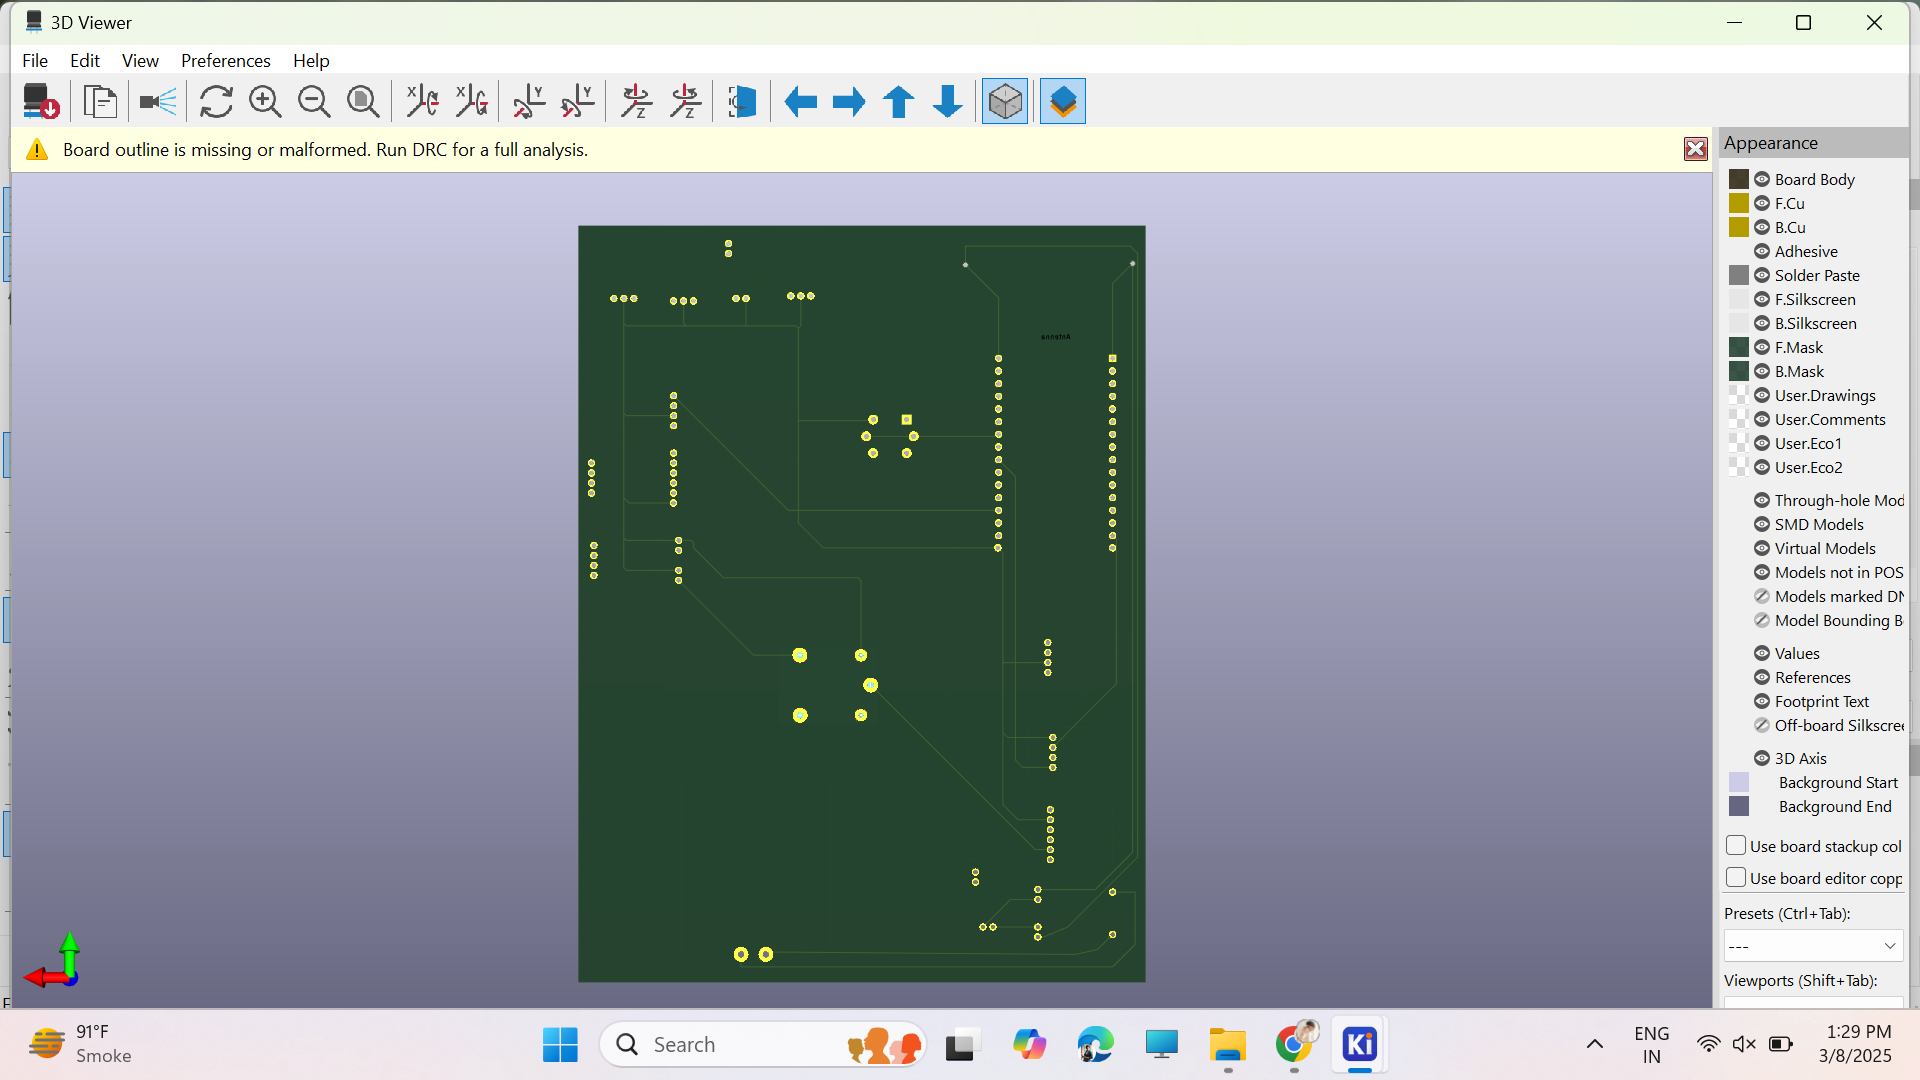 3D Viewer
File Edit View Preferences Help
Board outline is missing or malformed. Run DRC for a full analysis.
Appearance
Board Body
F.Cu
B.Cu
Adhesive
Solder Paste
F.Silkscreen
B.Silkscreen
F.Mask
B.Mask
User.Drawings
User.Comments
User.Eco1
User.Eco2
Through-hole Mod
SMD Models
Virtual Models
Models not in POS
Models marked DN
Model Bounding B
Values
References
Footprint Text
Off-board Silkscree
3D Axis
Background Start
Background End
Use board stackup col
Use board editor copp
Presets (Ctrl+Tab):
---
Viewports (Shift+Tab):
X X Y Y Z Z
Antenna
91°F
Smoke
Search
Ki
ENG
IN
1:29 PM
3/8/2025